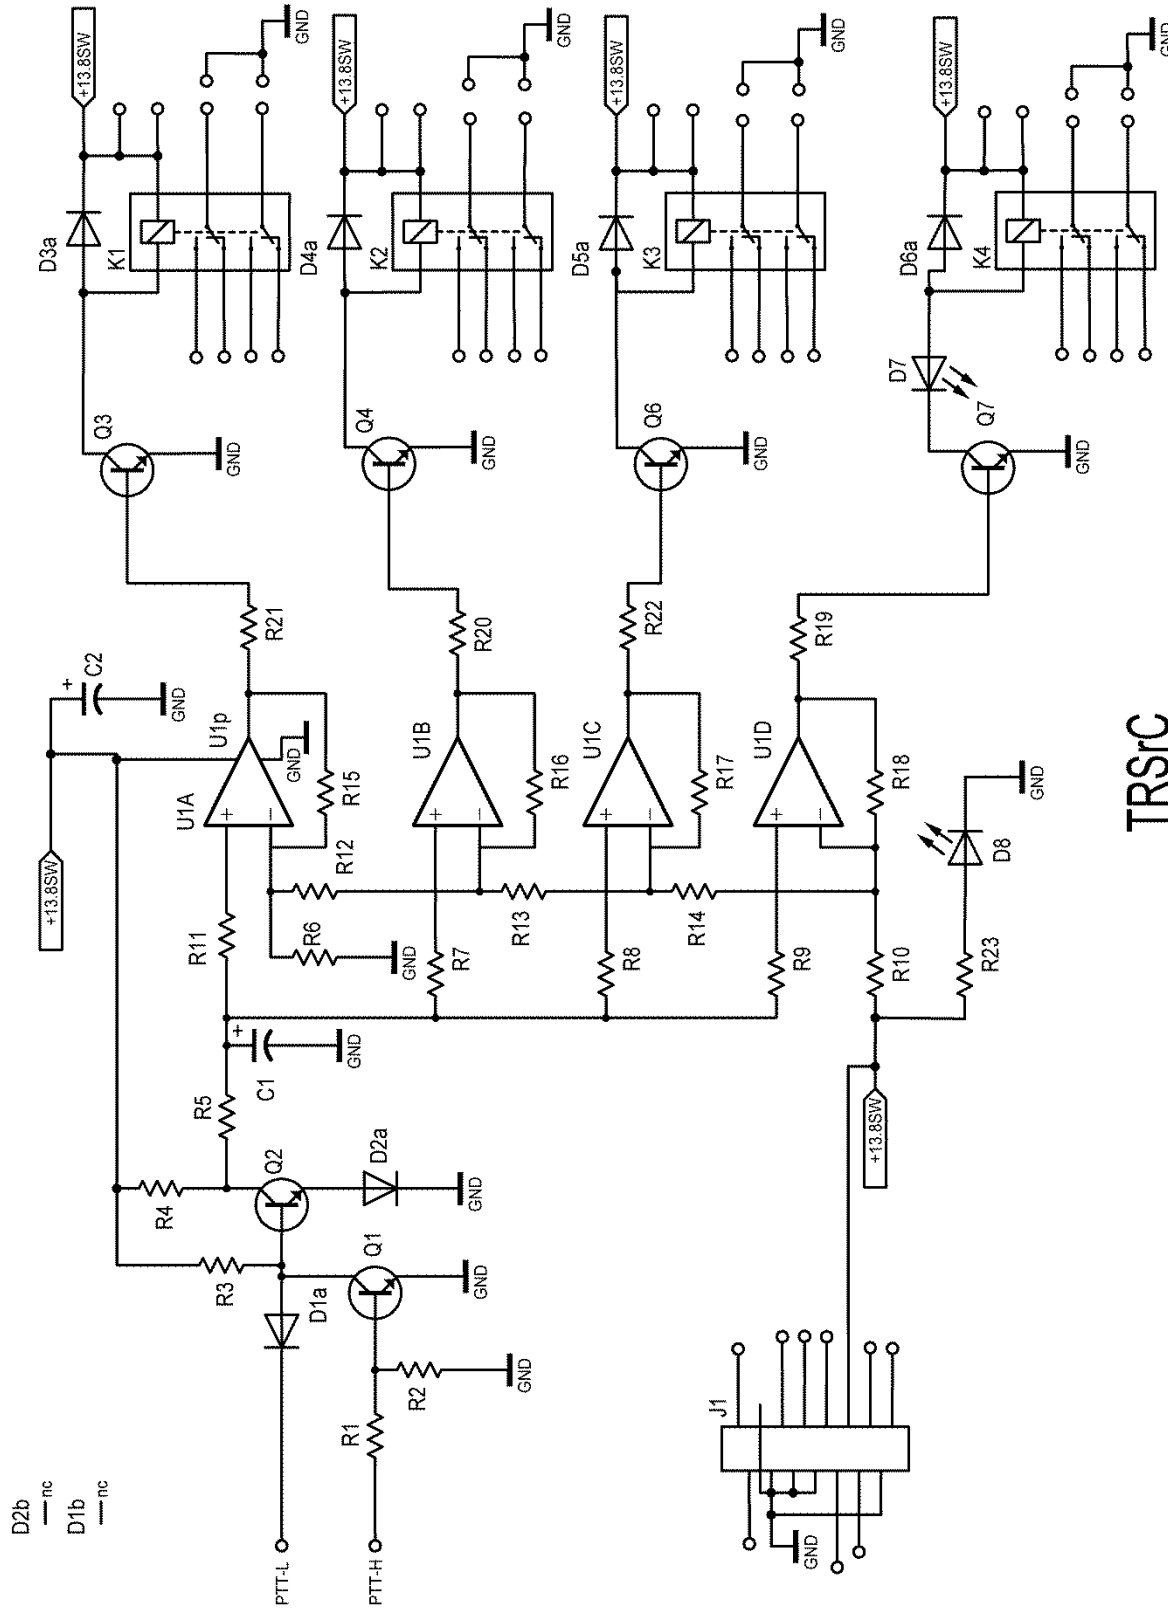 D2b
nc
D1b
nc
PTT-L
PTT-H
R1
R2
GND
D1a
R3
Q1
GND
R4
Q2
D2a
GND
R5
+
C1
GND
+13.8SW
+
C2
GND
R11
R6
GND
R12
U1A
U1p
+
−
GND
R15
R21
Q3
GND
D3a
K1
+13.8SW
GND
R7
R13
U1B
+
−
R16
R20
Q4
GND
D4a
K2
+13.8SW
GND
R8
R14
U1C
+
−
R17
R22
Q6
GND
D5a
K3
+13.8SW
GND
R9
R10
U1D
+
−
R18
R19
D7
Q7
GND
D6a
K4
+13.8SW
GND
J1
GND
+13.8SW
R23
D8
GND
TRSrC